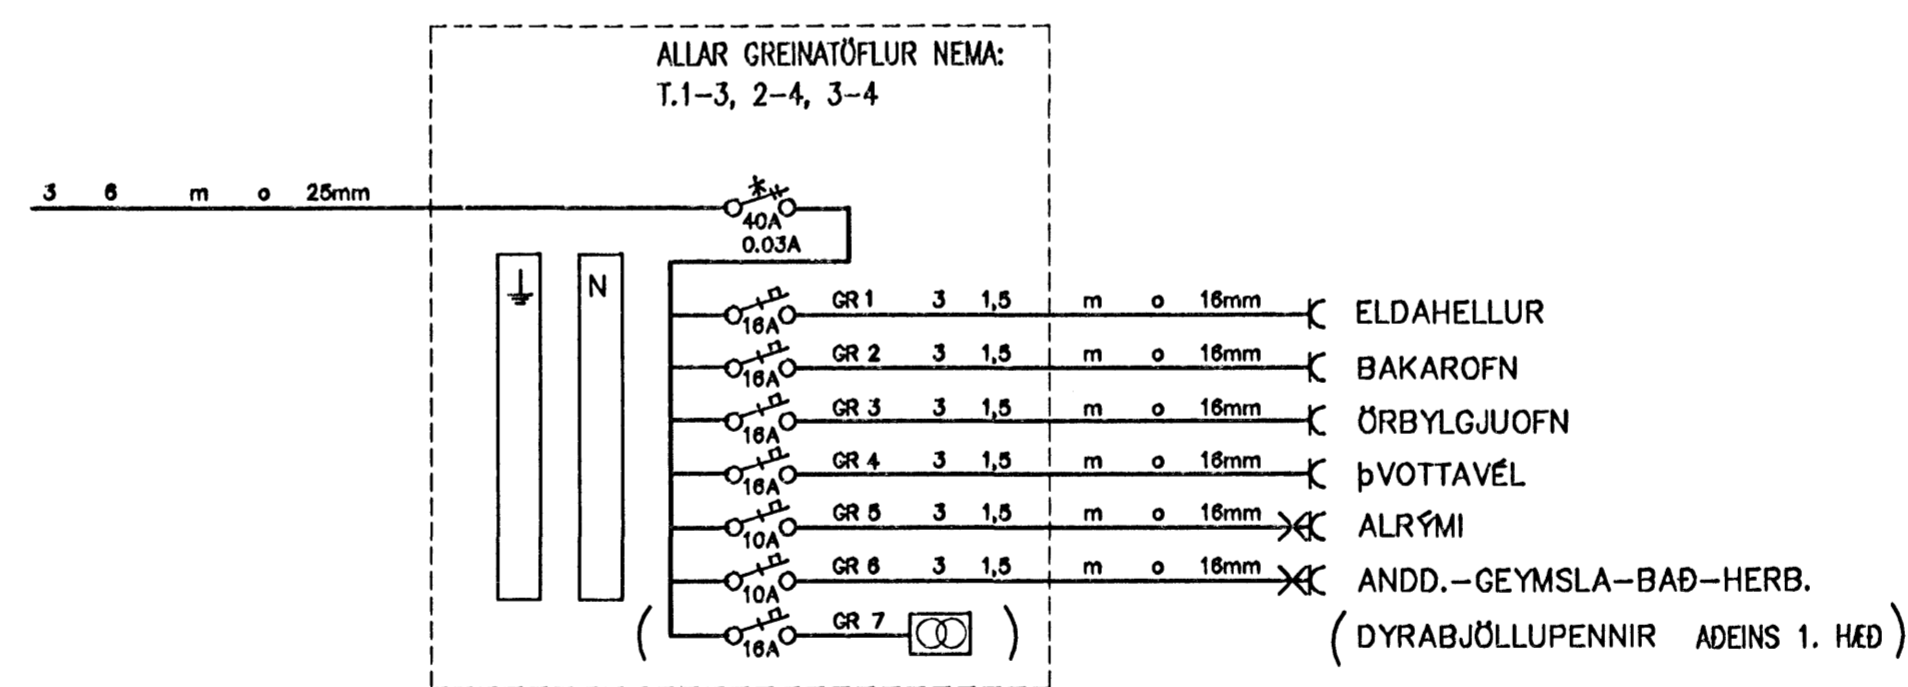 ALLAR GREINATÖFLUR NEMA:
T.1-3, 2-4, 3-4
3 6 m o 25mm
40A
0.03A
N
GR 1 3 1,5 m o 16mm ELDAHELLUR
16A
GR 2 3 1,5 m o 16mm BAKAROFN
16A
GR 3 3 1,5 m o 16mm ÖRBYLGJUOFN
16A
GR 4 3 1,5 m o 16mm þVOTTAVÉL
16A
GR 5 3 1,5 m o 16mm ALRÝMI
10A
GR 6 3 1,5 m o 16mm ANDD.-GEYMSLA-BAÐ-HERB.
10A
( GR 7 ) ( DYRABJÖLLUPENNIR AÐEINS 1. HÆÐ )
16A